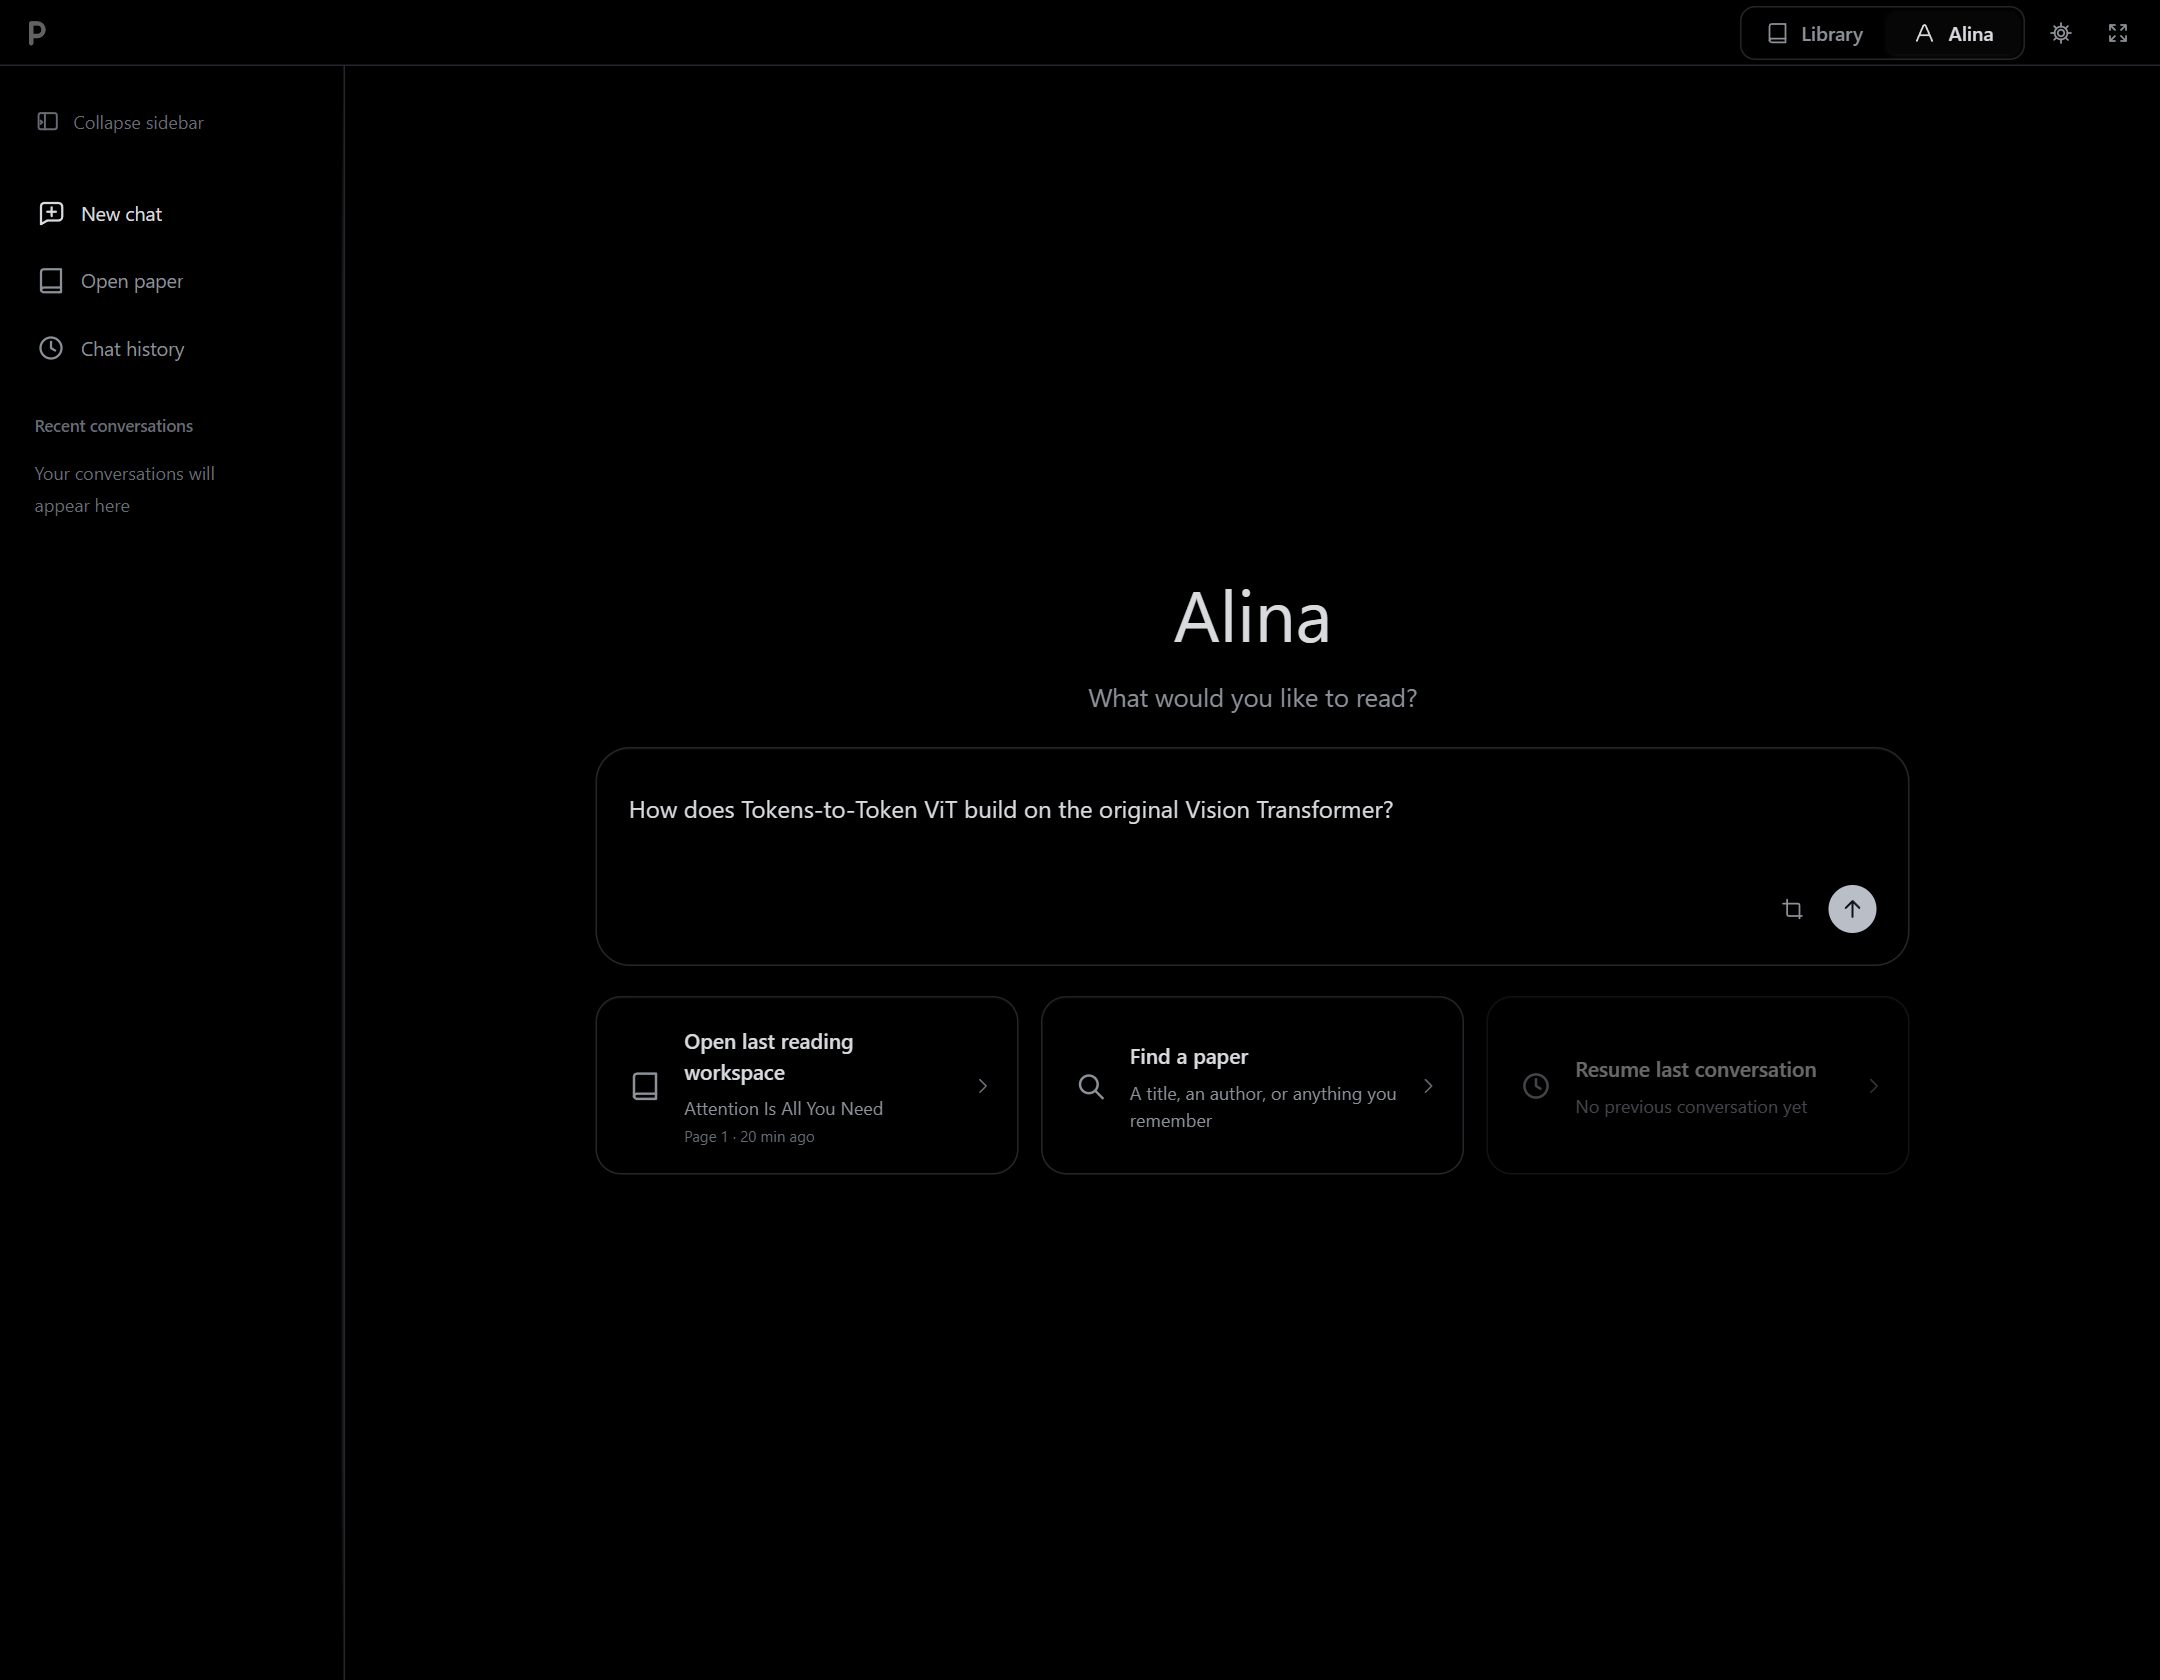 P
Library
Alina
Collapse sidebar
New chat
Open paper
Chat history
Recent conversations
Your conversations will
appear here
Alina
What would you like to read?
How does Tokens-to-Token ViT build on the original Vision Transformer?
Open last reading
workspace
Attention Is All You Need
Page 1 · 20 min ago
Find a paper
A title, an author, or anything you
remember
Resume last conversation
No previous conversation yet